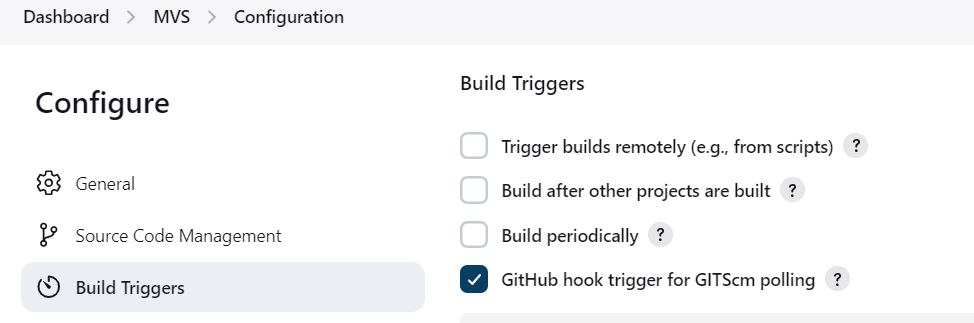 Dashboard > MVS > Configuration
Configure
General
Source Code Management
Build Triggers
Build Triggers
Trigger builds remotely (e.g., from scripts) ?
Build after other projects are built ?
Build periodically ?
GitHub hook trigger for GITScm polling ?